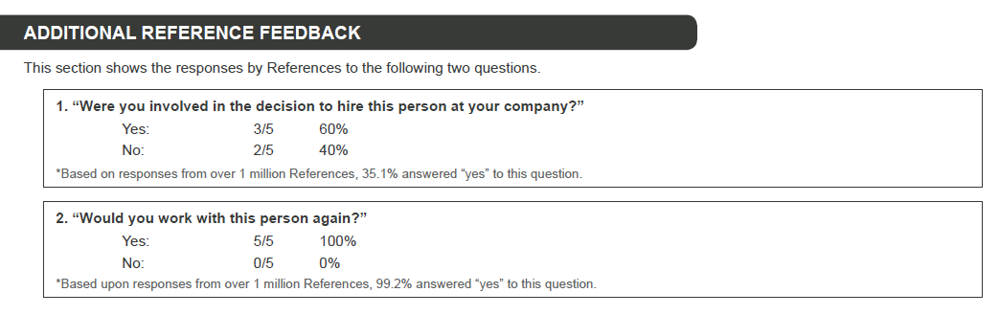 ADDITIONAL REFERENCE FEEDBACK
This section shows the responses by References to the following two questions.
1. “Were you involved in the decision to hire this person at your company?”
Yes: 3/5 60%
No: 2/5 40%
*Based on responses from over 1 million References, 35.1% answered “yes” to this question.
2. “Would you work with this person again?”
Yes: 5/5 100%
No: 0/5 0%
*Based upon responses from over 1 million References, 99.2% answered “yes” to this question.